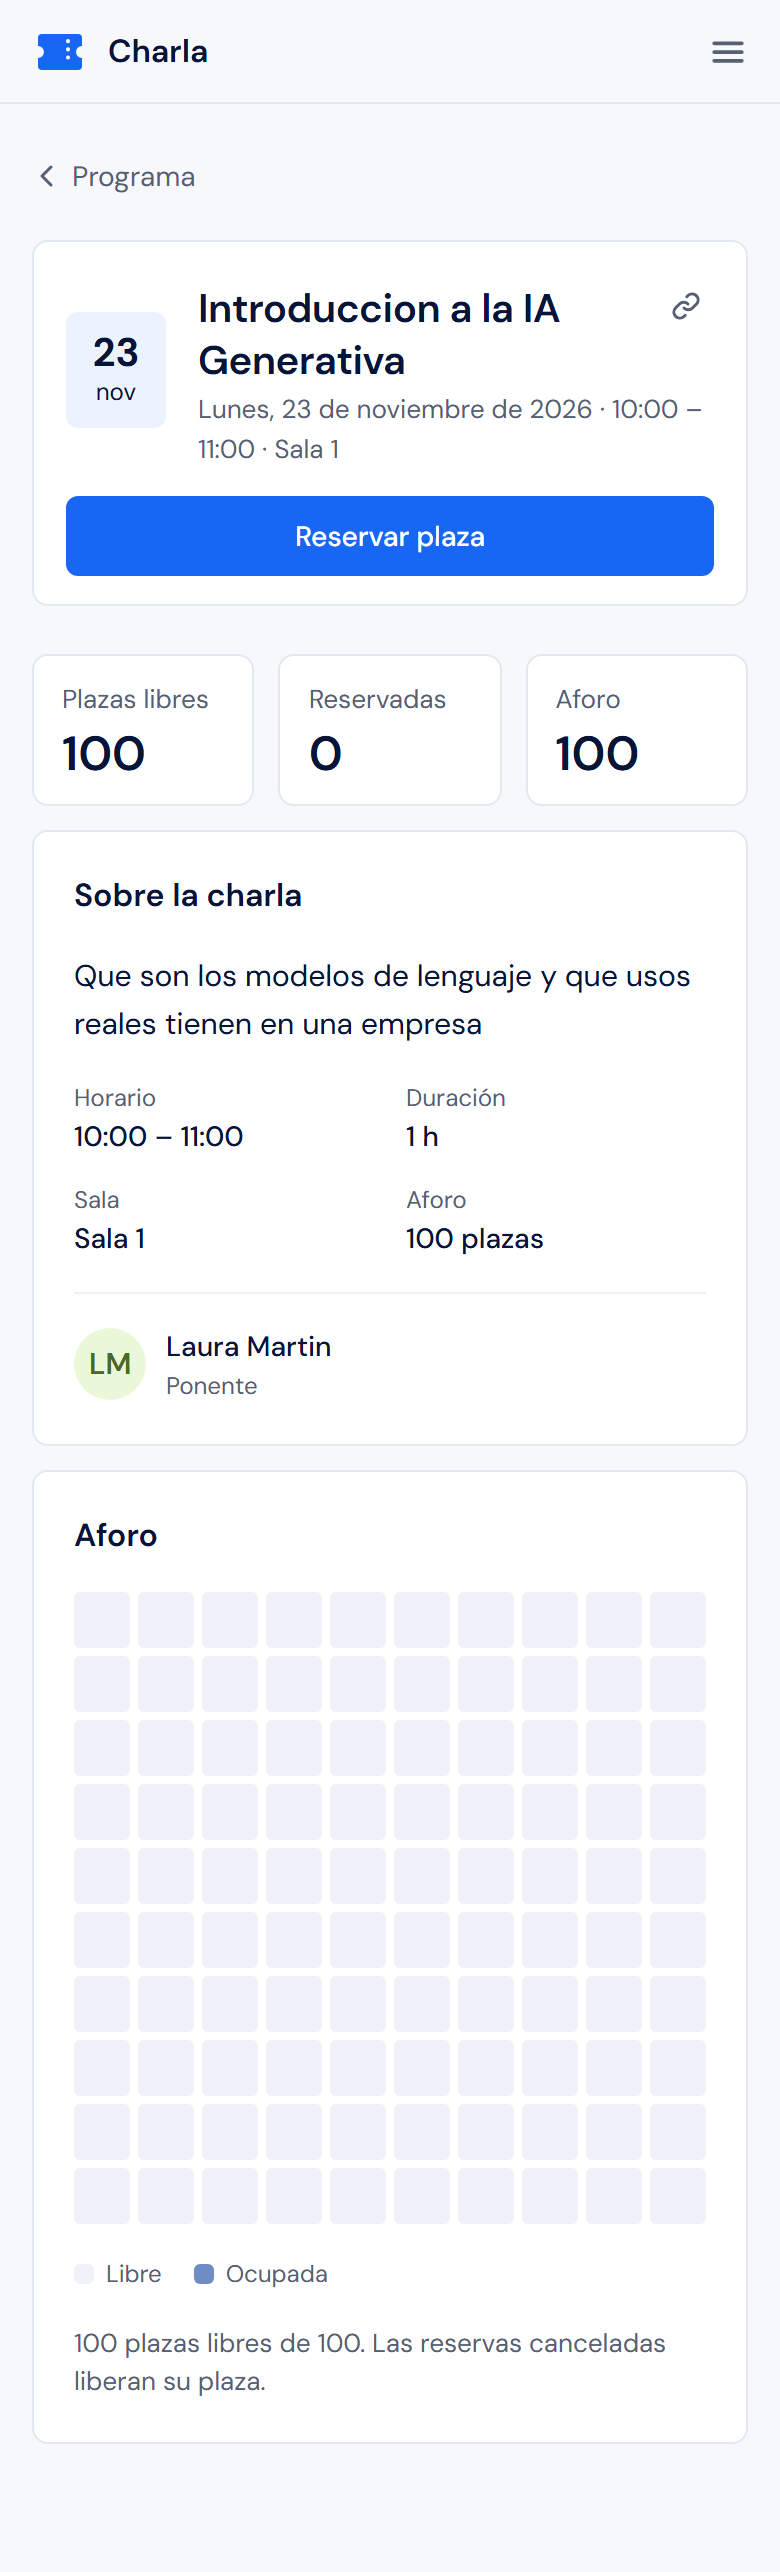 Charla
Programa
23
nov
Introduccion a la IA
Generativa
Lunes, 23 de noviembre de 2026 · 10:00 –
11:00 · Sala 1
Reservar plaza
Plazas libres
100
Reservadas
0
Aforo
100
Sobre la charla
Que son los modelos de lenguaje y que usos
reales tienen en una empresa
Horario
10:00 – 11:00
Duración
1 h
Sala
Sala 1
Aforo
100 plazas
LM
Laura Martin
Ponente
Aforo
Libre
Ocupada
100 plazas libres de 100. Las reservas canceladas
liberan su plaza.